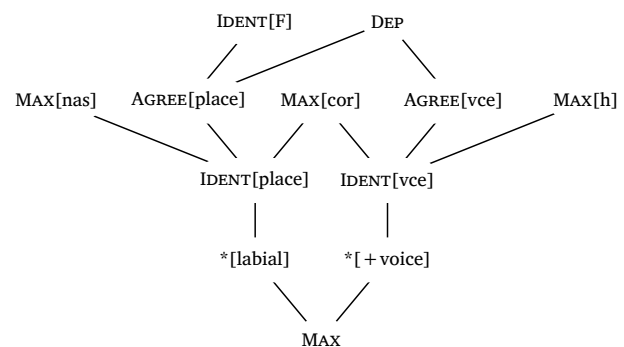 IDENT[F] DEP
MAX[nas] AGREE[place] MAX[cor] AGREE[vce] MAX[h]
IDENT[place] IDENT[vce]
*[labial] *[+voice]
MAX